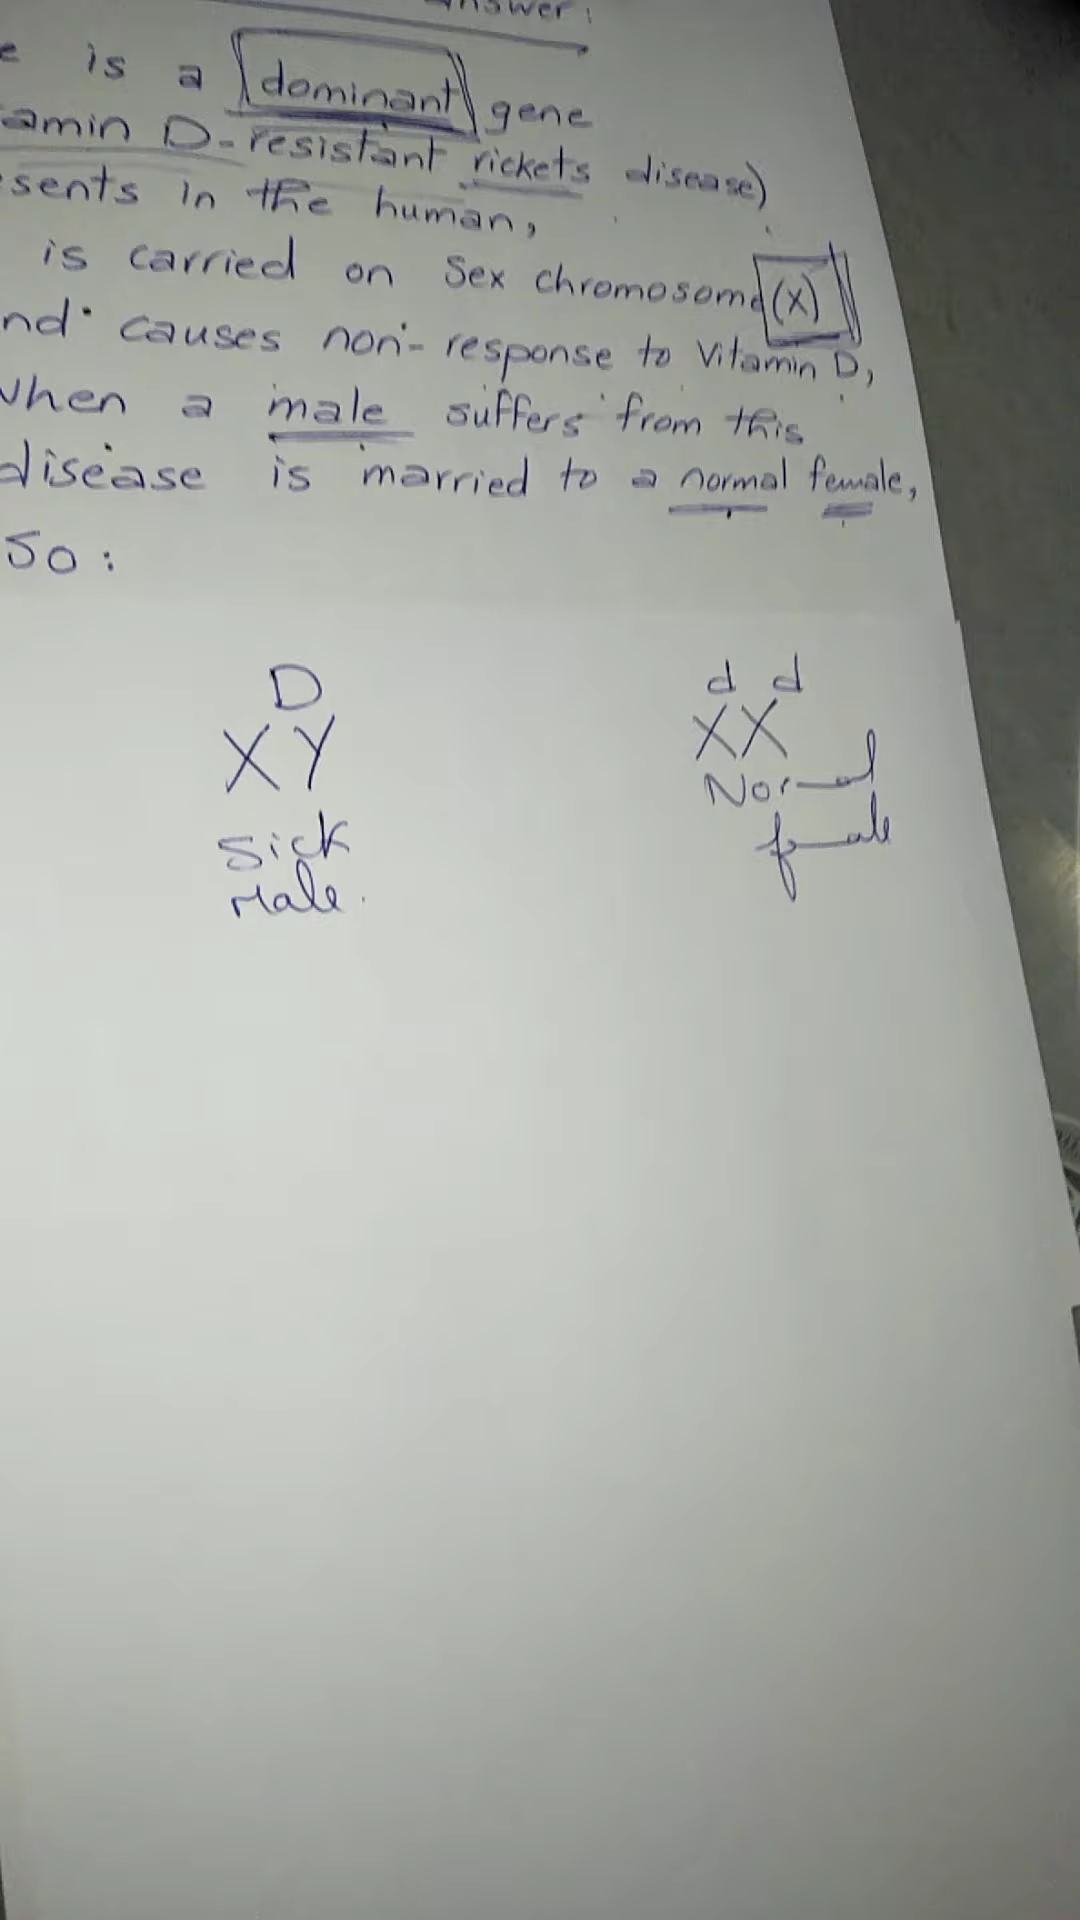 answer:
is a dominant gene
amin D-resistant rickets disease)
sents in the human,
is carried on Sex chromosome (X)
nd causes non-response to Vitamin D,
when a male suffers from this
disease is married to a normal female,
So:
D
XY
Sick
Male.
d d
XX
Normal
female